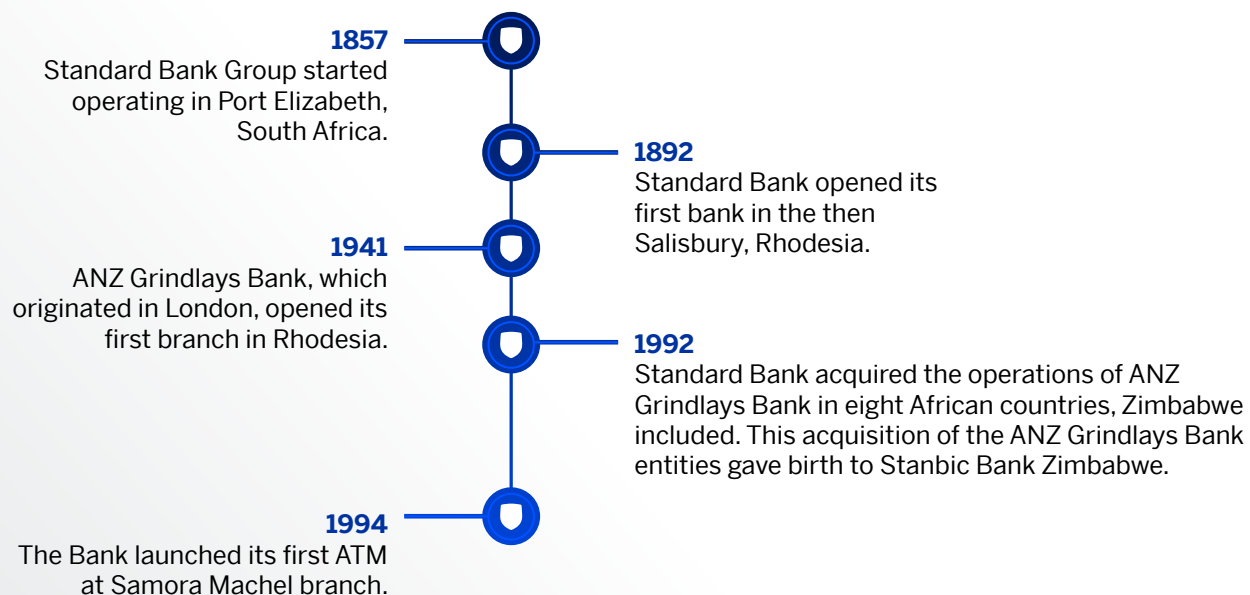 1857
Standard Bank Group started
operating in Port Elizabeth,
South Africa.
1892
Standard Bank opened its
first bank in the then
Salisbury, Rhodesia.
1941
ANZ Grindlays Bank, which
originated in London, opened its
first branch in Rhodesia.
1992
Standard Bank acquired the operations of ANZ
Grindlays Bank in eight African countries, Zimbabwe
included. This acquisition of the ANZ Grindlays Bank
entities gave birth to Stanbic Bank Zimbabwe.
1994
The Bank launched its first ATM
at Samora Machel branch.